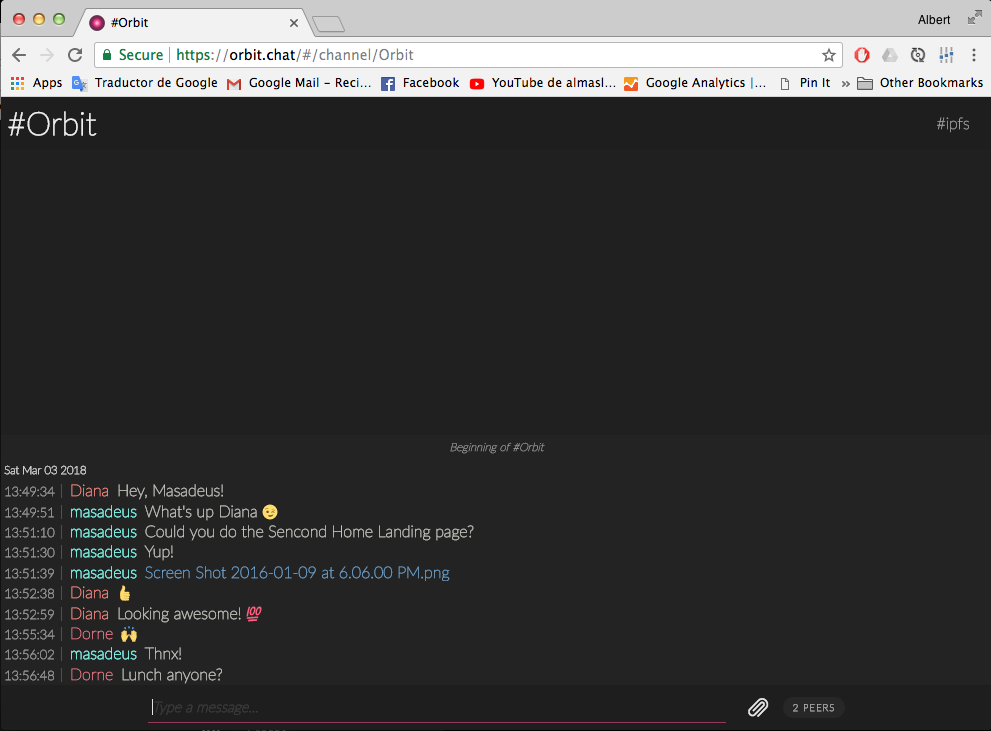 #Orbit
Albert
Secure https://orbit.chat/#/channel/Orbit
Apps Traductor de Google Google Mail – Reci... Facebook YouTube de almasl... Google Analytics |... Pin It » Other Bookmarks
#Orbit #ipfs
Beginning of #Orbit
Sat Mar 03 2018
13:49:34 | Diana Hey, Masadeus!
13:49:51 | masadeus What's up Diana 😉
13:51:10 | masadeus Could you do the Sencond Home Landing page?
13:51:30 | masadeus Yup!
13:51:39 | masadeus Screen Shot 2016-01-09 at 6.06.00 PM.png
13:52:38 | Diana 👍
13:52:59 | Diana Looking awesome! 💯
13:55:34 | Dorne 🙌
13:56:02 | masadeus Thnx!
13:56:48 | Dorne Lunch anyone?
Type a message...
2 PEERS